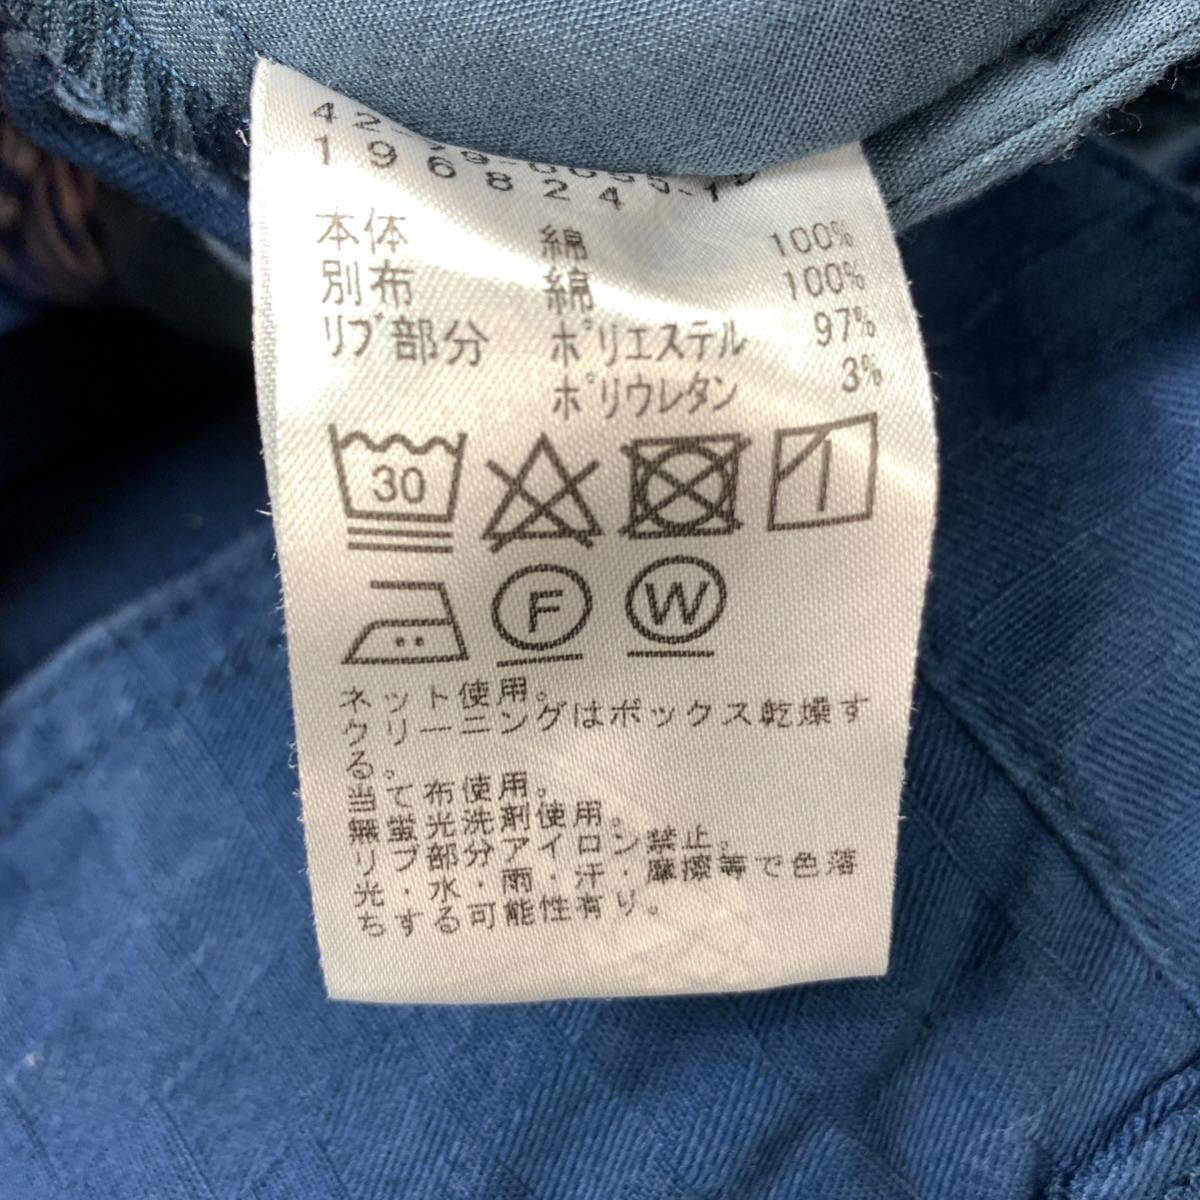 196824
本体 綿 100%
別布 綿 100%
リブ部分 ポリエステル 97%
ポリウレタン 3%
30
F W
ネット使用。
クリーニングはボックス乾燥す
る。
当て布使用。
無蛍光洗剤使用。
リブ部分アイロン禁止。
光・水・雨・汗・摩擦等で色落
ちする可能性有り。